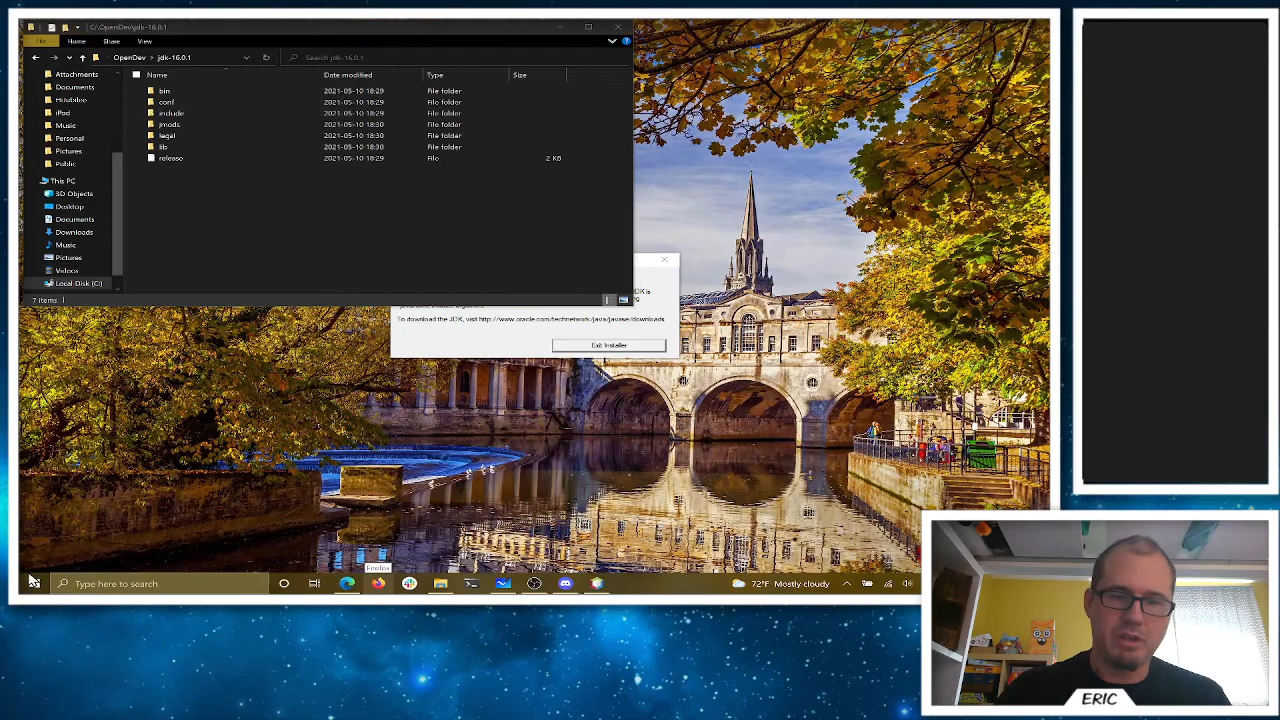 C:\OpenDev\jdk-16.0.1
File Home Share View
OpenDev > jdk-16.0.1
Search jdk-16.0.1
Name Date modified Type Size
Attachments
Documents
HiJubileo
iPod
Music
Personal
Pictures
Public
This PC
3D Objects
Desktop
Documents
Downloads
Music
Pictures
Videos
Local Disk (C:)
bin 2021-05-10 18:29 File folder
conf 2021-05-10 18:29 File folder
include 2021-05-10 18:29 File folder
jmods 2021-05-10 18:30 File folder
legal 2021-05-10 18:30 File folder
lib 2021-05-10 18:30 File folder
release 2021-05-10 18:29 File 2 KB
7 items
JDK is
To download the JDK, visit http://www.oracle.com/technetwork/java/javase/downloads.
Exit Installer
Firefox
Type here to search
72°F Mostly cloudy
ERIC